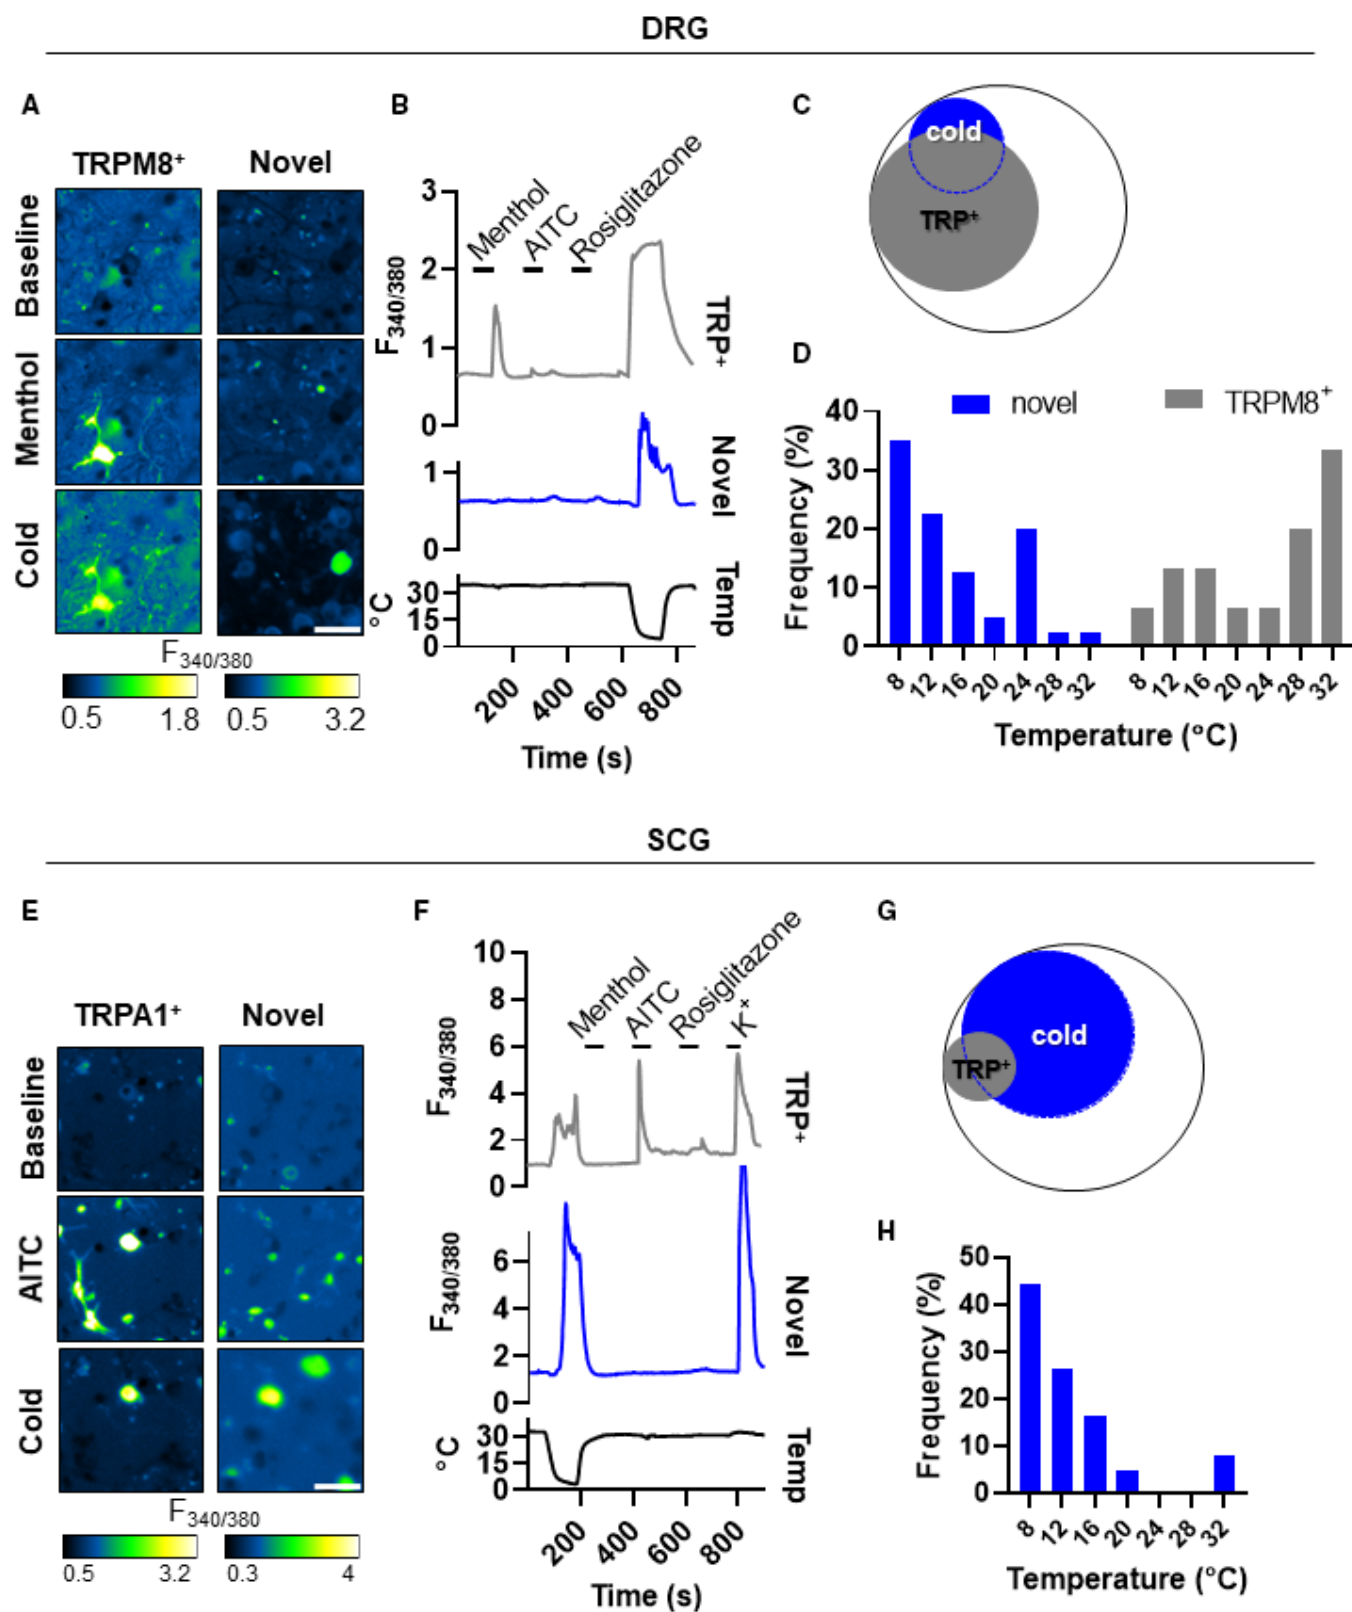 DRG
A
TRPM8⁺ Novel
Baseline
Menthol
Cold
F340/380
0.5 1.8 0.5 3.2
B
Menthol
AITC
Rosiglitazone
3
2
1
0
F340/380
TRP⁺
1
0
Novel
30
15
0
°C
Temp
200 400 600 800
Time (s)
C
cold
TRP⁺
D
novel TRPM8⁺
40
30
20
10
0
Frequency (%)
8 12 16 20 24 28 32 8 12 16 20 24 28 32
Temperature (°C)
SCG
E
TRPA1⁺ Novel
Baseline
AITC
Cold
F340/380
0.5 3.2 0.3 4
F
Menthol
AITC
Rosiglitazone
K⁺
10
8
6
4
2
0
F340/380
TRP⁺
6
4
2
0
F340/380
Novel
30
15
0
°C
Temp
200 400 600 800
Time (s)
G
cold
TRP⁺
H
50
40
30
20
10
0
Frequency (%)
8 12 16 20 24 28 32
Temperature (°C)